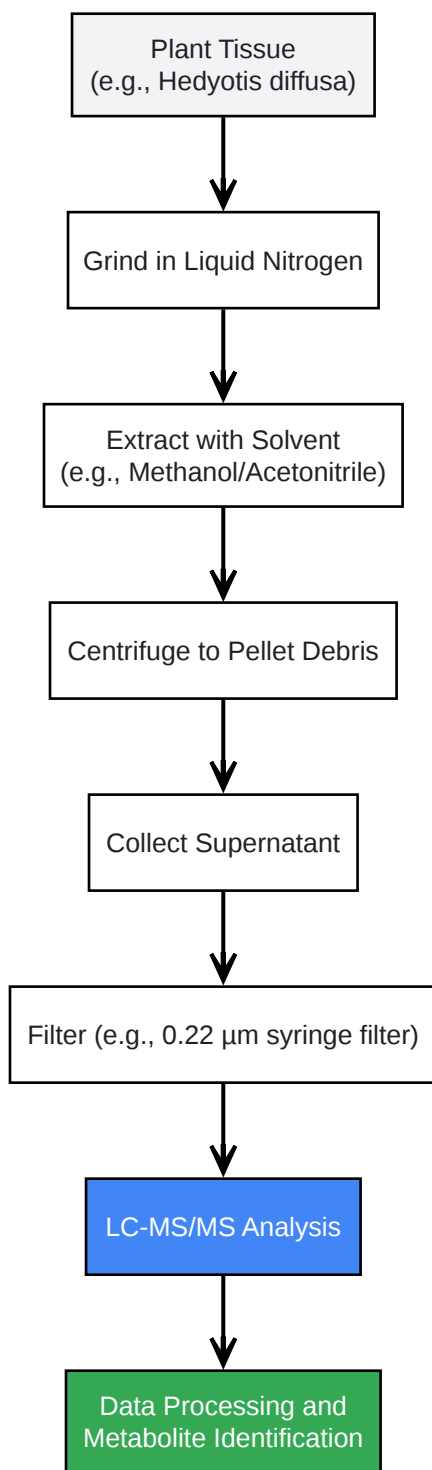 Plant Tissue
(e.g., Hedyotis diffusa)
Grind in Liquid Nitrogen
Extract with Solvent
(e.g., Methanol/Acetonitrile)
Centrifuge to Pellet Debris
Collect Supernatant
Filter (e.g., 0.22 µm syringe filter)
LC-MS/MS Analysis
Data Processing and
Metabolite Identification